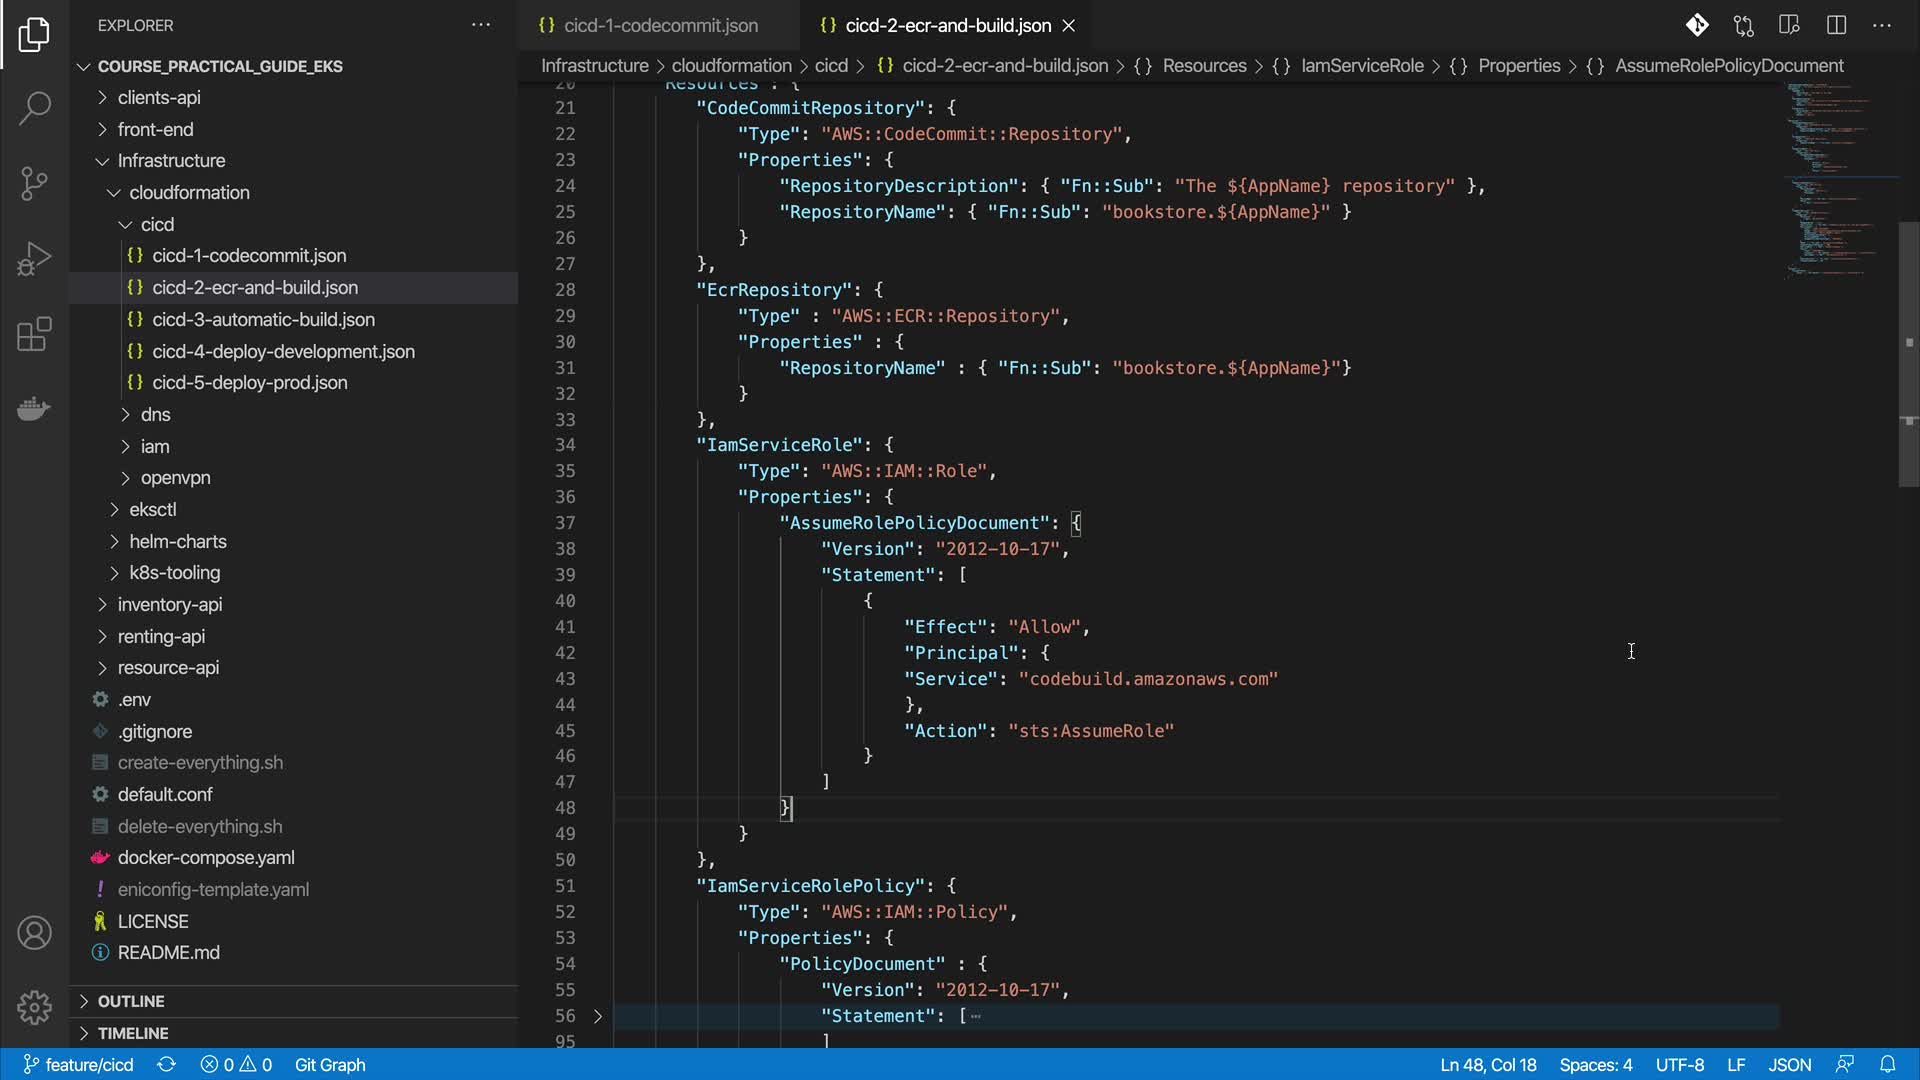 EXPLORER
COURSE_PRACTICAL_GUIDE_EKS
clients-api
front-end
Infrastructure
cloudformation
cicd
{} cicd-1-codecommit.json
{} cicd-2-ecr-and-build.json
{} cicd-3-automatic-build.json
{} cicd-4-deploy-development.json
{} cicd-5-deploy-prod.json
dns
iam
openvpn
eksctl
helm-charts
k8s-tooling
inventory-api
renting-api
resource-api
.env
.gitignore
create-everything.sh
default.conf
delete-everything.sh
docker-compose.yaml
! eniconfig-template.yaml
LICENSE
README.md
OUTLINE
TIMELINE
{} cicd-1-codecommit.json
{} cicd-2-ecr-and-build.json
Infrastructure > cloudformation > cicd > {} cicd-2-ecr-and-build.json > {} Resources > {} IamServiceRole > {} Properties > {} AssumeRolePolicyDocument
20 "Resources": {
21 "CodeCommitRepository": {
22 "Type": "AWS::CodeCommit::Repository",
23 "Properties": {
24 "RepositoryDescription": { "Fn::Sub": "The ${AppName} repository" },
25 "RepositoryName": { "Fn::Sub": "bookstore.${AppName}" }
26 }
27 },
28 "EcrRepository": {
29 "Type" : "AWS::ECR::Repository",
30 "Properties" : {
31 "RepositoryName" : { "Fn::Sub": "bookstore.${AppName}"}
32 }
33 },
34 "IamServiceRole": {
35 "Type": "AWS::IAM::Role",
36 "Properties": {
37 "AssumeRolePolicyDocument": {
38 "Version": "2012-10-17",
39 "Statement": [
40 {
41 "Effect": "Allow",
42 "Principal": {
43 "Service": "codebuild.amazonaws.com"
44 },
45 "Action": "sts:AssumeRole"
46 }
47 ]
48 }
49 }
50 },
51 "IamServiceRolePolicy": {
52 "Type": "AWS::IAM::Policy",
53 "Properties": {
54 "PolicyDocument" : {
55 "Version": "2012-10-17",
56 "Statement": [⋯
95 ]
feature/cicd
0
0
Git Graph
Ln 48, Col 18
Spaces: 4
UTF-8
LF
JSON